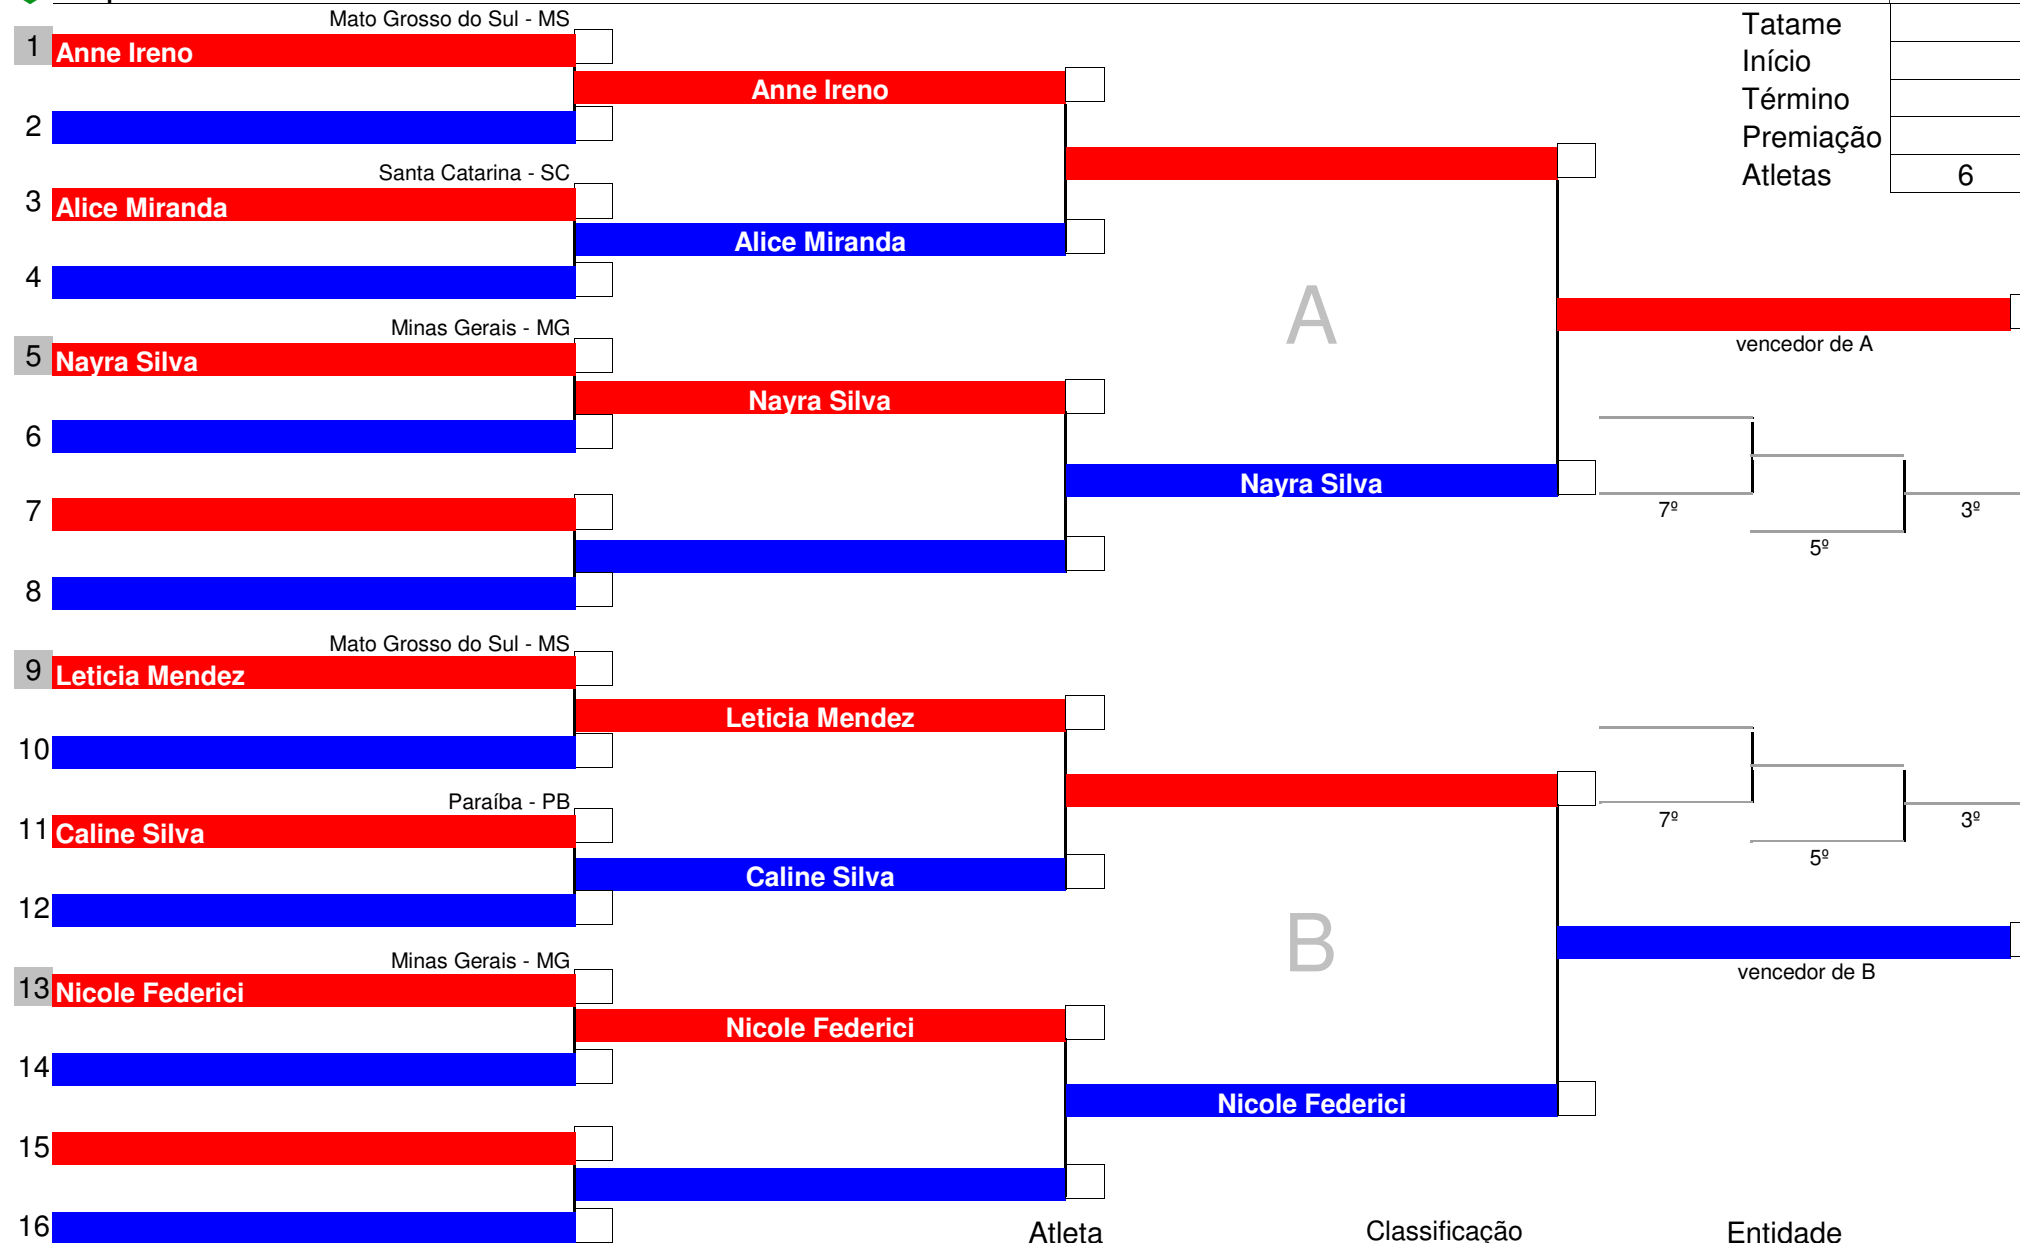 Mato Grosso do Sul - MS
Tatame
1 Anne Ireno
Início
Anne Ireno
Término
2
Premiação
Santa Catarina - SC
Atletas 6
3 Alice Miranda
Alice Miranda
4
A
Minas Gerais - MG
vencedor de A
5 Nayra Silva
Nayra Silva
6
Nayra Silva
7
7º 3º
5º
8
Mato Grosso do Sul - MS
9 Leticia Mendez
Leticia Mendez
10
Paraíba - PB
7º 3º
11 Caline Silva
5º
Caline Silva
12
B
Minas Gerais - MG
vencedor de B
13 Nicole Federici
Nicole Federici
14
Nicole Federici
15
16
Atleta Classificação Entidade